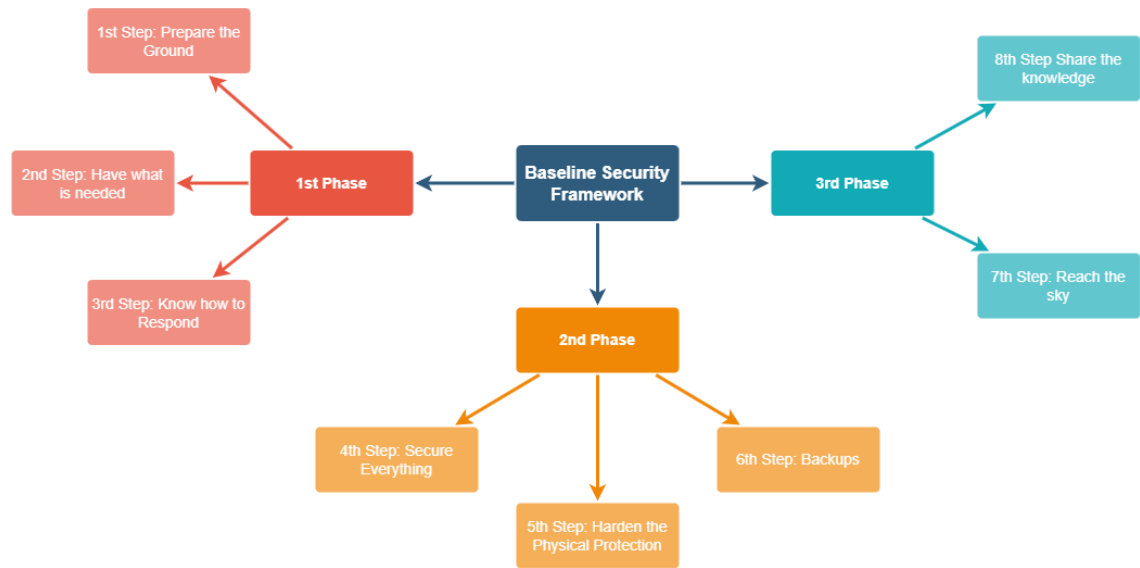 1st Step: Prepare the
Ground
8th Step Share the
knowledge
2nd Step: Have what
is needed
1st Phase
Baseline Security
Framework
3rd Phase
3rd Step: Know how to
Respond
7th Step: Reach the
sky
2nd Phase
4th Step: Secure
Everything
6th Step: Backups
5th Step: Harden the
Physical Protection